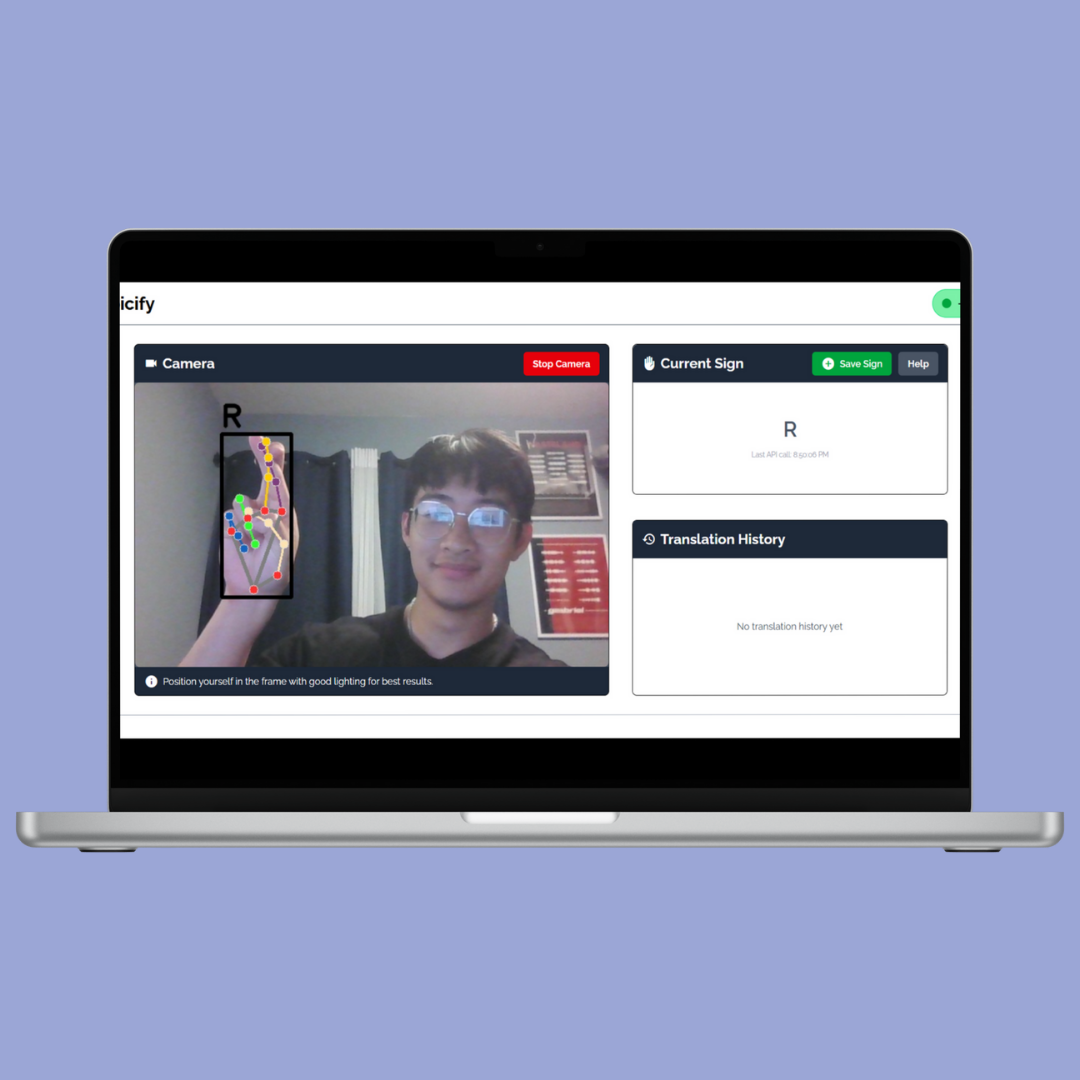 icify
Camera
Stop Camera
R
Position yourself in the frame with good lighting for best results.
Current Sign
Save Sign
Help
R
Last API call: 8:50:06 PM
Translation History
No translation history yet